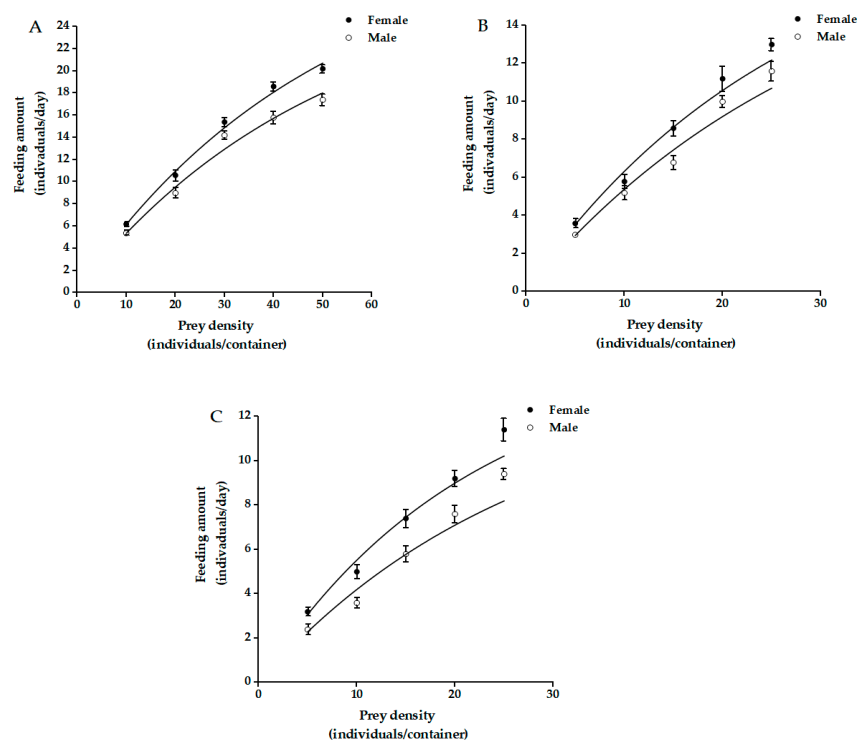 A
Female
Male
24
22
20
18
16
14
12
10
8
6
4
2
0
Feeding amount
(indivaduals/day)
0 10 20 30 40 50 60
Prey density
(individuals/container)
B
Female
Male
14
12
10
8
6
4
2
0
Feeding amount
(indivaduals/day)
0 10 20 30
Prey density
(individuals/container)
C
Female
Male
12
10
8
6
4
2
0
Feeding amount
(indivaduals/day)
0 10 20 30
Prey density
(individuals/container)